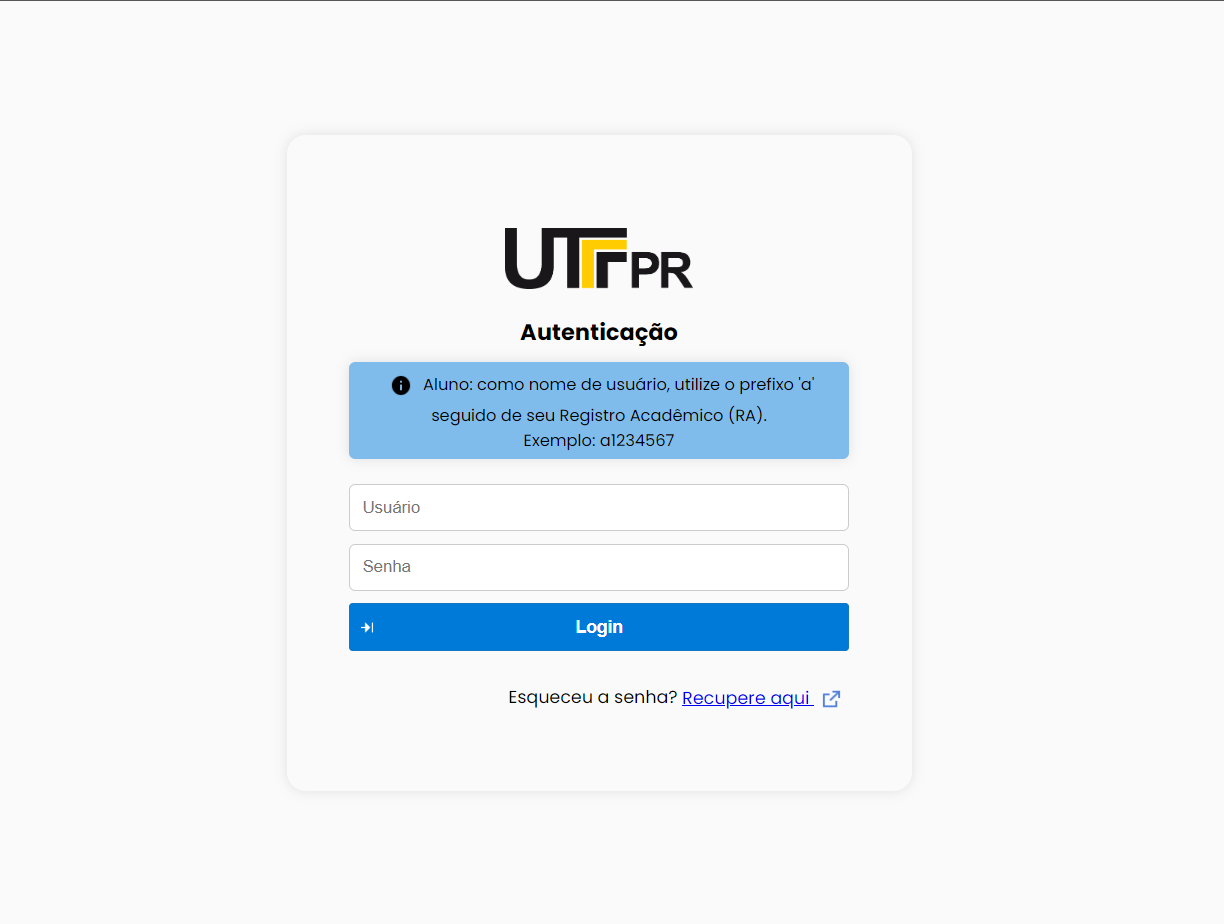 UTFPR
Autenticação
Aluno: como nome de usuário, utilize o prefixo 'a'
seguido de seu Registro Acadêmico (RA).
Exemplo: a1234567
Usuário
Senha
Login
Esqueceu a senha? Recupere aqui